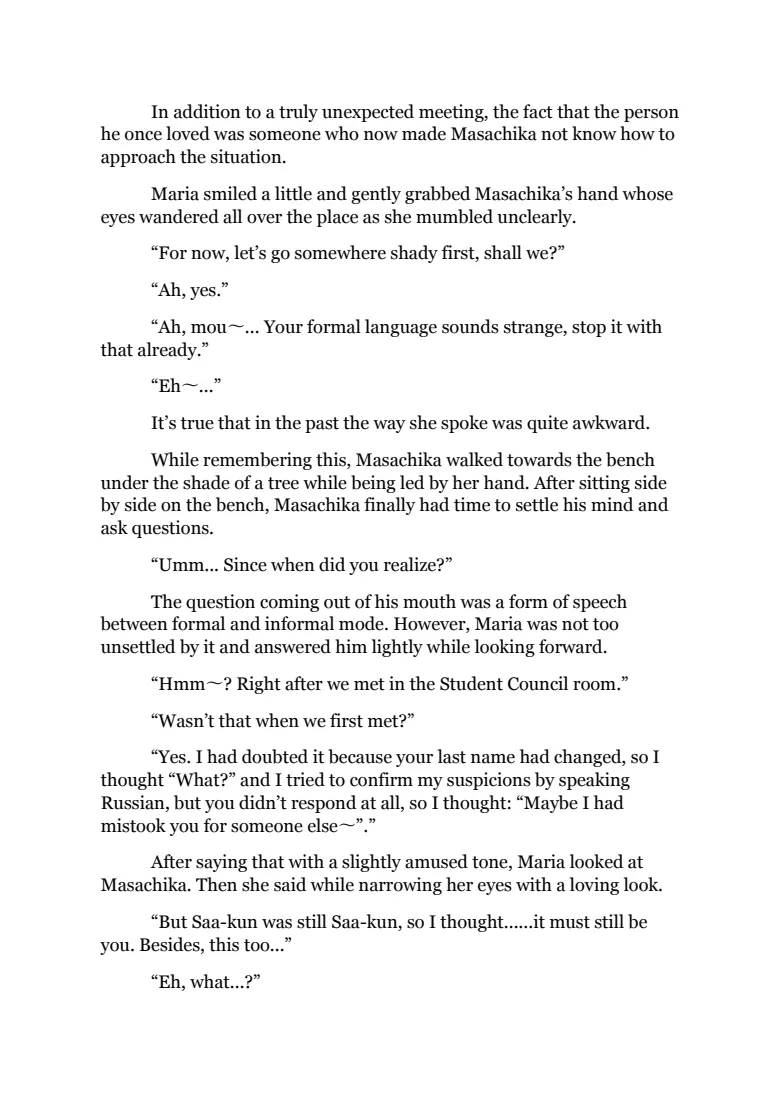 In addition to a truly unexpected meeting, the fact that the person
he once loved was someone who now made Masachika not know how to
approach the situation.
Maria smiled a little and gently grabbed Masachika’s hand whose
eyes wandered all over the place as she mumbled unclearly.
“For now, let’s go somewhere shady first, shall we?”
“Ah, yes.”
“Ah, mou〜... Your formal language sounds strange, stop it with
that already.”
“Eh〜...”
It’s true that in the past the way she spoke was quite awkward.
While remembering this, Masachika walked towards the bench
under the shade of a tree while being led by her hand. After sitting side
by side on the bench, Masachika finally had time to settle his mind and
ask questions.
“Umm... Since when did you realize?”
The question coming out of his mouth was a form of speech
between formal and informal mode. However, Maria was not too
unsettled by it and answered him lightly while looking forward.
“Hmm〜? Right after we met in the Student Council room.”
“Wasn’t that when we first met?”
“Yes. I had doubted it because your last name had changed, so I
thought “What?” and I tried to confirm my suspicions by speaking
Russian, but you didn’t respond at all, so I thought: “Maybe I had
mistook you for someone else〜”.”
After saying that with a slightly amused tone, Maria looked at
Masachika. Then she said while narrowing her eyes with a loving look.
“But Saa-kun was still Saa-kun, so I thought......it must still be
you. Besides, this too...”
“Eh, what...?”